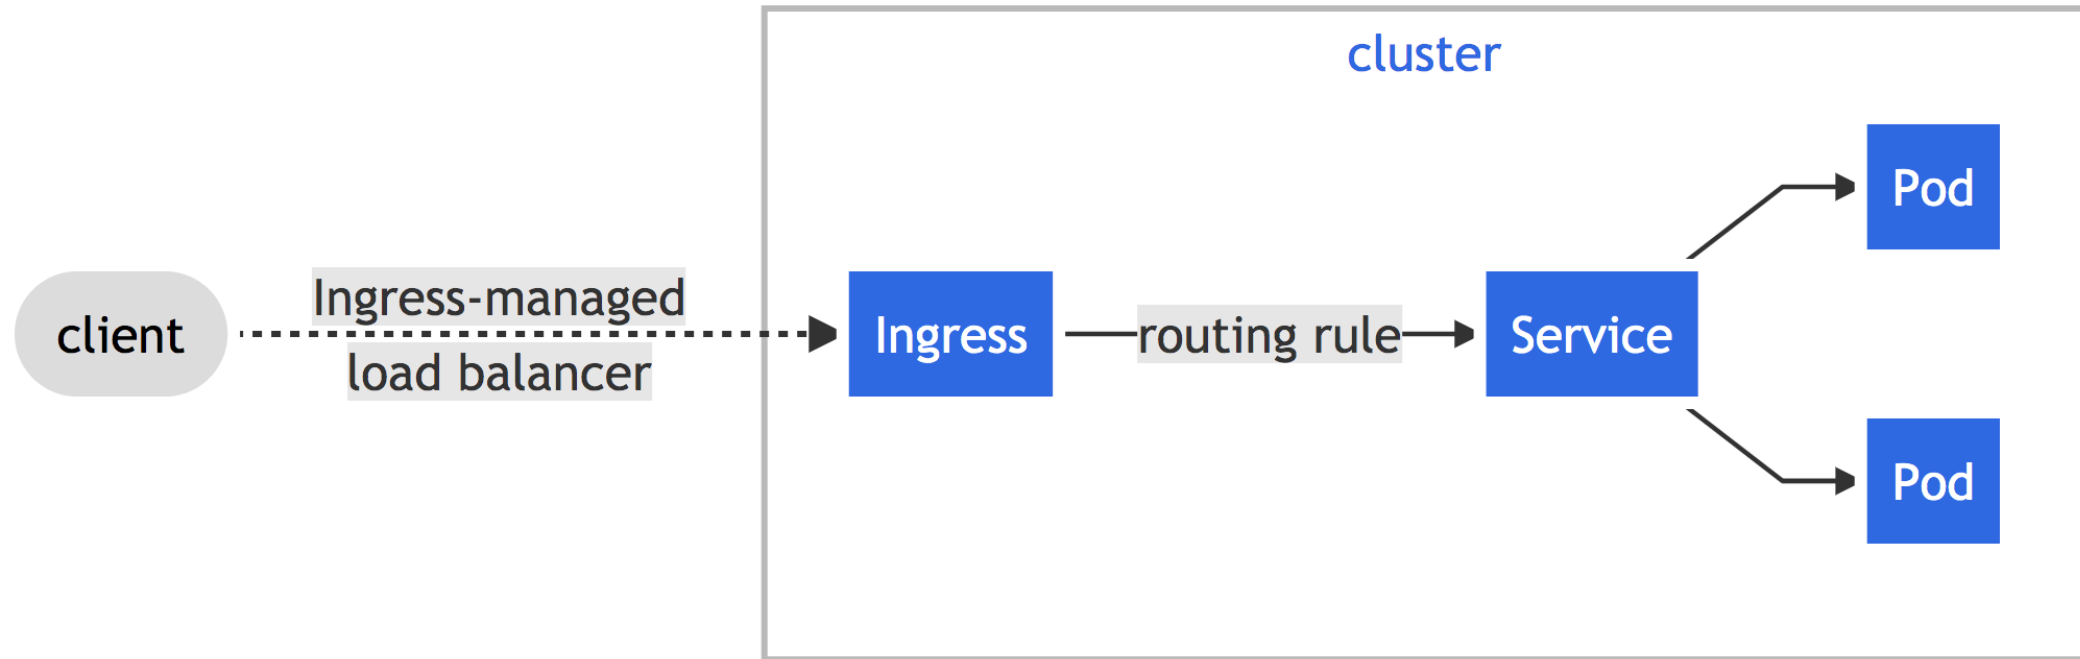 cluster
Pod
client
Ingress-managed
load balancer
Ingress
routing rule
Service
Pod